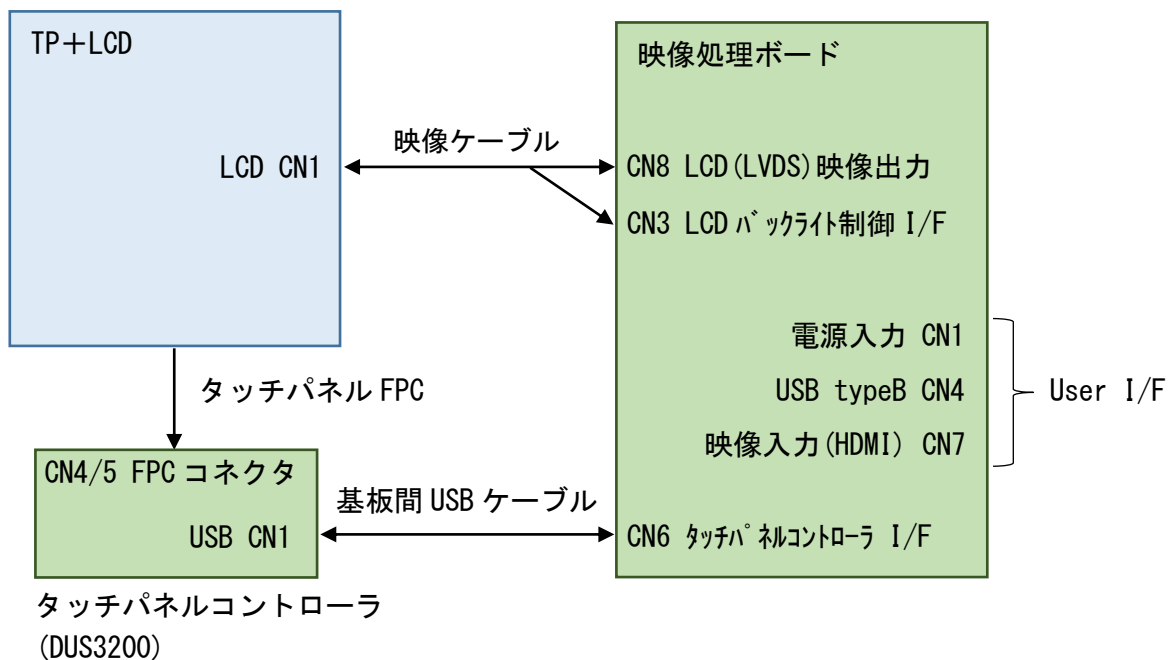 TP+LCD
LCD CN1
映像ケーブル
映像処理ボード
CN8 LCD(LVDS)映像出力
CN3 LCD ﾊﾞｯｸﾗｲﾄ制御 I/F
電源入力 CN1
USB typeB CN4
映像入力(HDMI) CN7
User I/F
タッチパネル FPC
CN4/5 FPC コネクタ
USB CN1
基板間 USB ケーブル
CN6 ﾀｯﾁﾊﾟﾈﾙｺﾝﾄﾛｰﾗ I/F
タッチパネルコントローラ
(DUS3200)